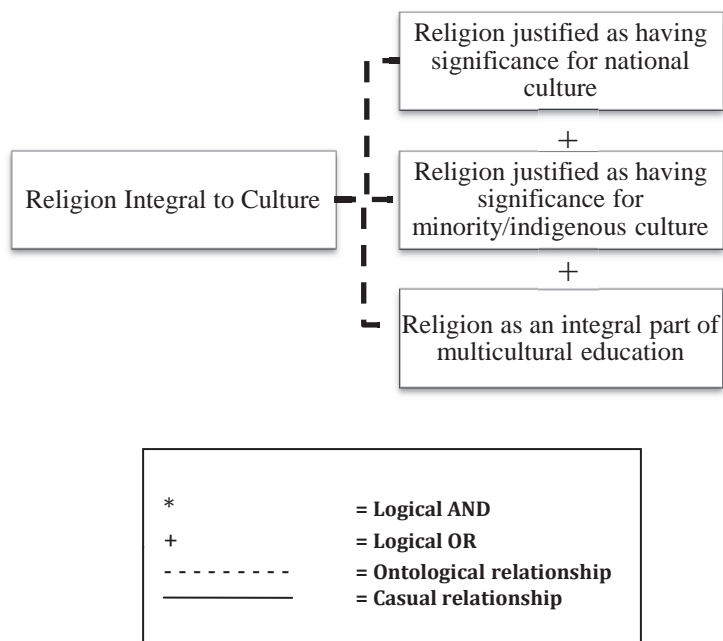 Religion justified as having
significance for national
culture
+
Religion Integral to Culture
Religion justified as having
significance for
minority/indigenous culture
+
Religion as an integral part of
multicultural education
* = Logical AND
+ = Logical OR
- - - - - - - - - = Ontological relationship
= Casual relationship